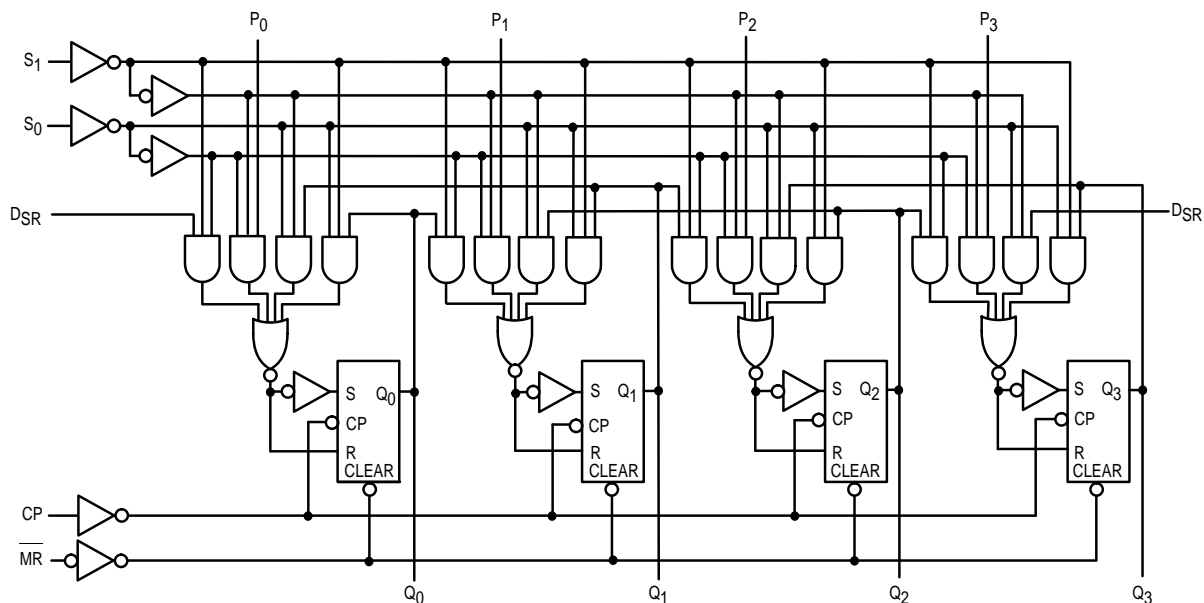 P0 P1 P2 P3
S1
S0
DSR DSR
S Q0 S Q1 S Q2 S Q3
CP CP CP CP
R R R R
CLEAR CLEAR CLEAR CLEAR
CP
MR
Q0 Q1 Q2 Q3